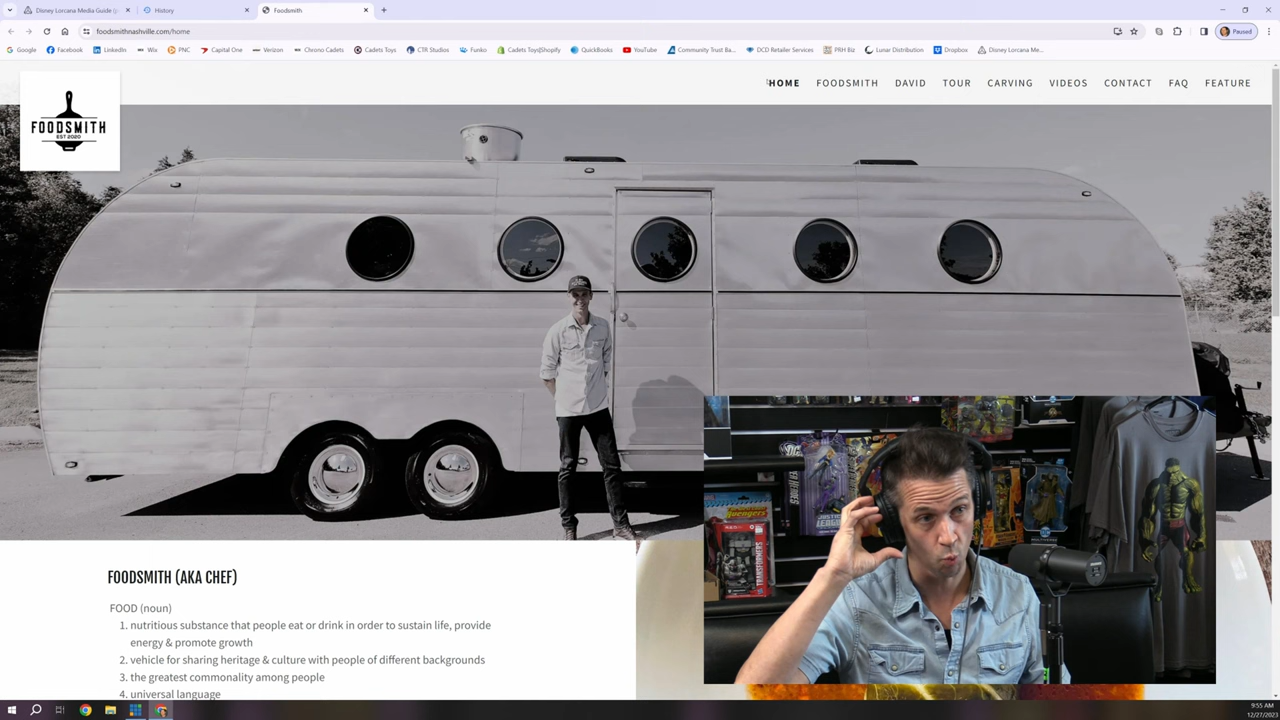 Disney Lorcana Media Guide (p
History
Foodsmith
foodsmithnashville.com/home
Paused
Google
Facebook
LinkedIn
Wix
PNC
Capital One
Verizon
Chrono Cadets
Cadets Toys
CTR Studios
Funko
Cadets Toys|Shopify
QuickBooks
YouTube
Community Trust Ba...
DCD Retailer Services
PRH Biz
Lunar Distribution
Dropbox
Disney Lorcana Me...
FOODSMITH
EST 2020
HOME FOODSMITH DAVID TOUR CARVING VIDEOS CONTACT FAQ FEATURE
FOODSMITH (AKA CHEF)
FOOD (noun)
1. nutritious substance that people eat or drink in order to sustain life, provide
energy & promote growth
2. vehicle for sharing heritage & culture with people of different backgrounds
3. the greatest commonality among people
4. universal language
AVENGERS
TRANSFORMERS
JUSTICE
LEAGUE
9:55 AM
12/27/2023